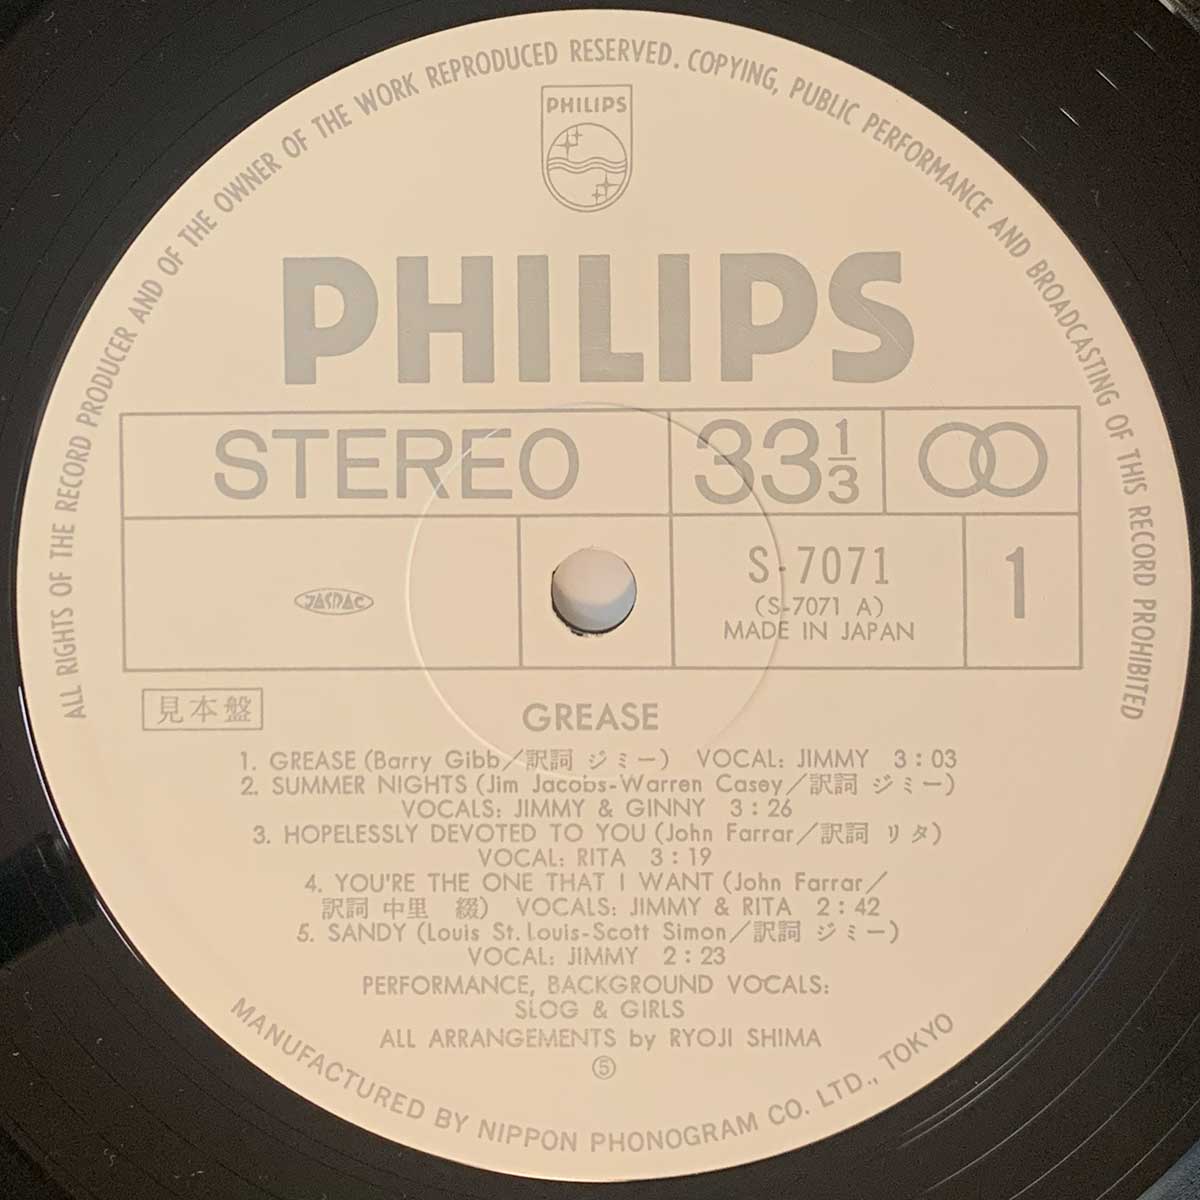 ALL RIGHTS OF THE RECORD PRODUCER AND OF THE OWNER OF THE WORK REPRODUCED RESERVED. COPYING, PUBLIC PERFORMANCE AND BROADCASTING OF THIS RECORD PROHIBITED
PHILIPS
PHILIPS
STEREO 33 1/3
JASRAC
S-7071
(S-7071 A)
MADE IN JAPAN
1
見本盤
GREASE
1. GREASE (Barry Gibb／訳詞 ジミー) VOCAL: JIMMY 3:03
2. SUMMER NIGHTS (Jim Jacobs-Warren Casey／訳詞 ジミー)
VOCALS: JIMMY & GINNY 3:26
3. HOPELESSLY DEVOTED TO YOU (John Farrar／訳詞 リタ)
VOCAL: RITA 3:19
4. YOU'RE THE ONE THAT I WANT (John Farrar／
訳詞 中里 綴) VOCALS: JIMMY & RITA 2:42
5. SANDY (Louis St. Louis-Scott Simon／訳詞 ジミー)
VOCAL: JIMMY 2:23
PERFORMANCE, BACKGROUND VOCALS:
SLOG & GIRLS
ALL ARRANGEMENTS by RYOJI SHIMA
⑤
MANUFACTURED BY NIPPON PHONOGRAM CO. LTD., TOKYO